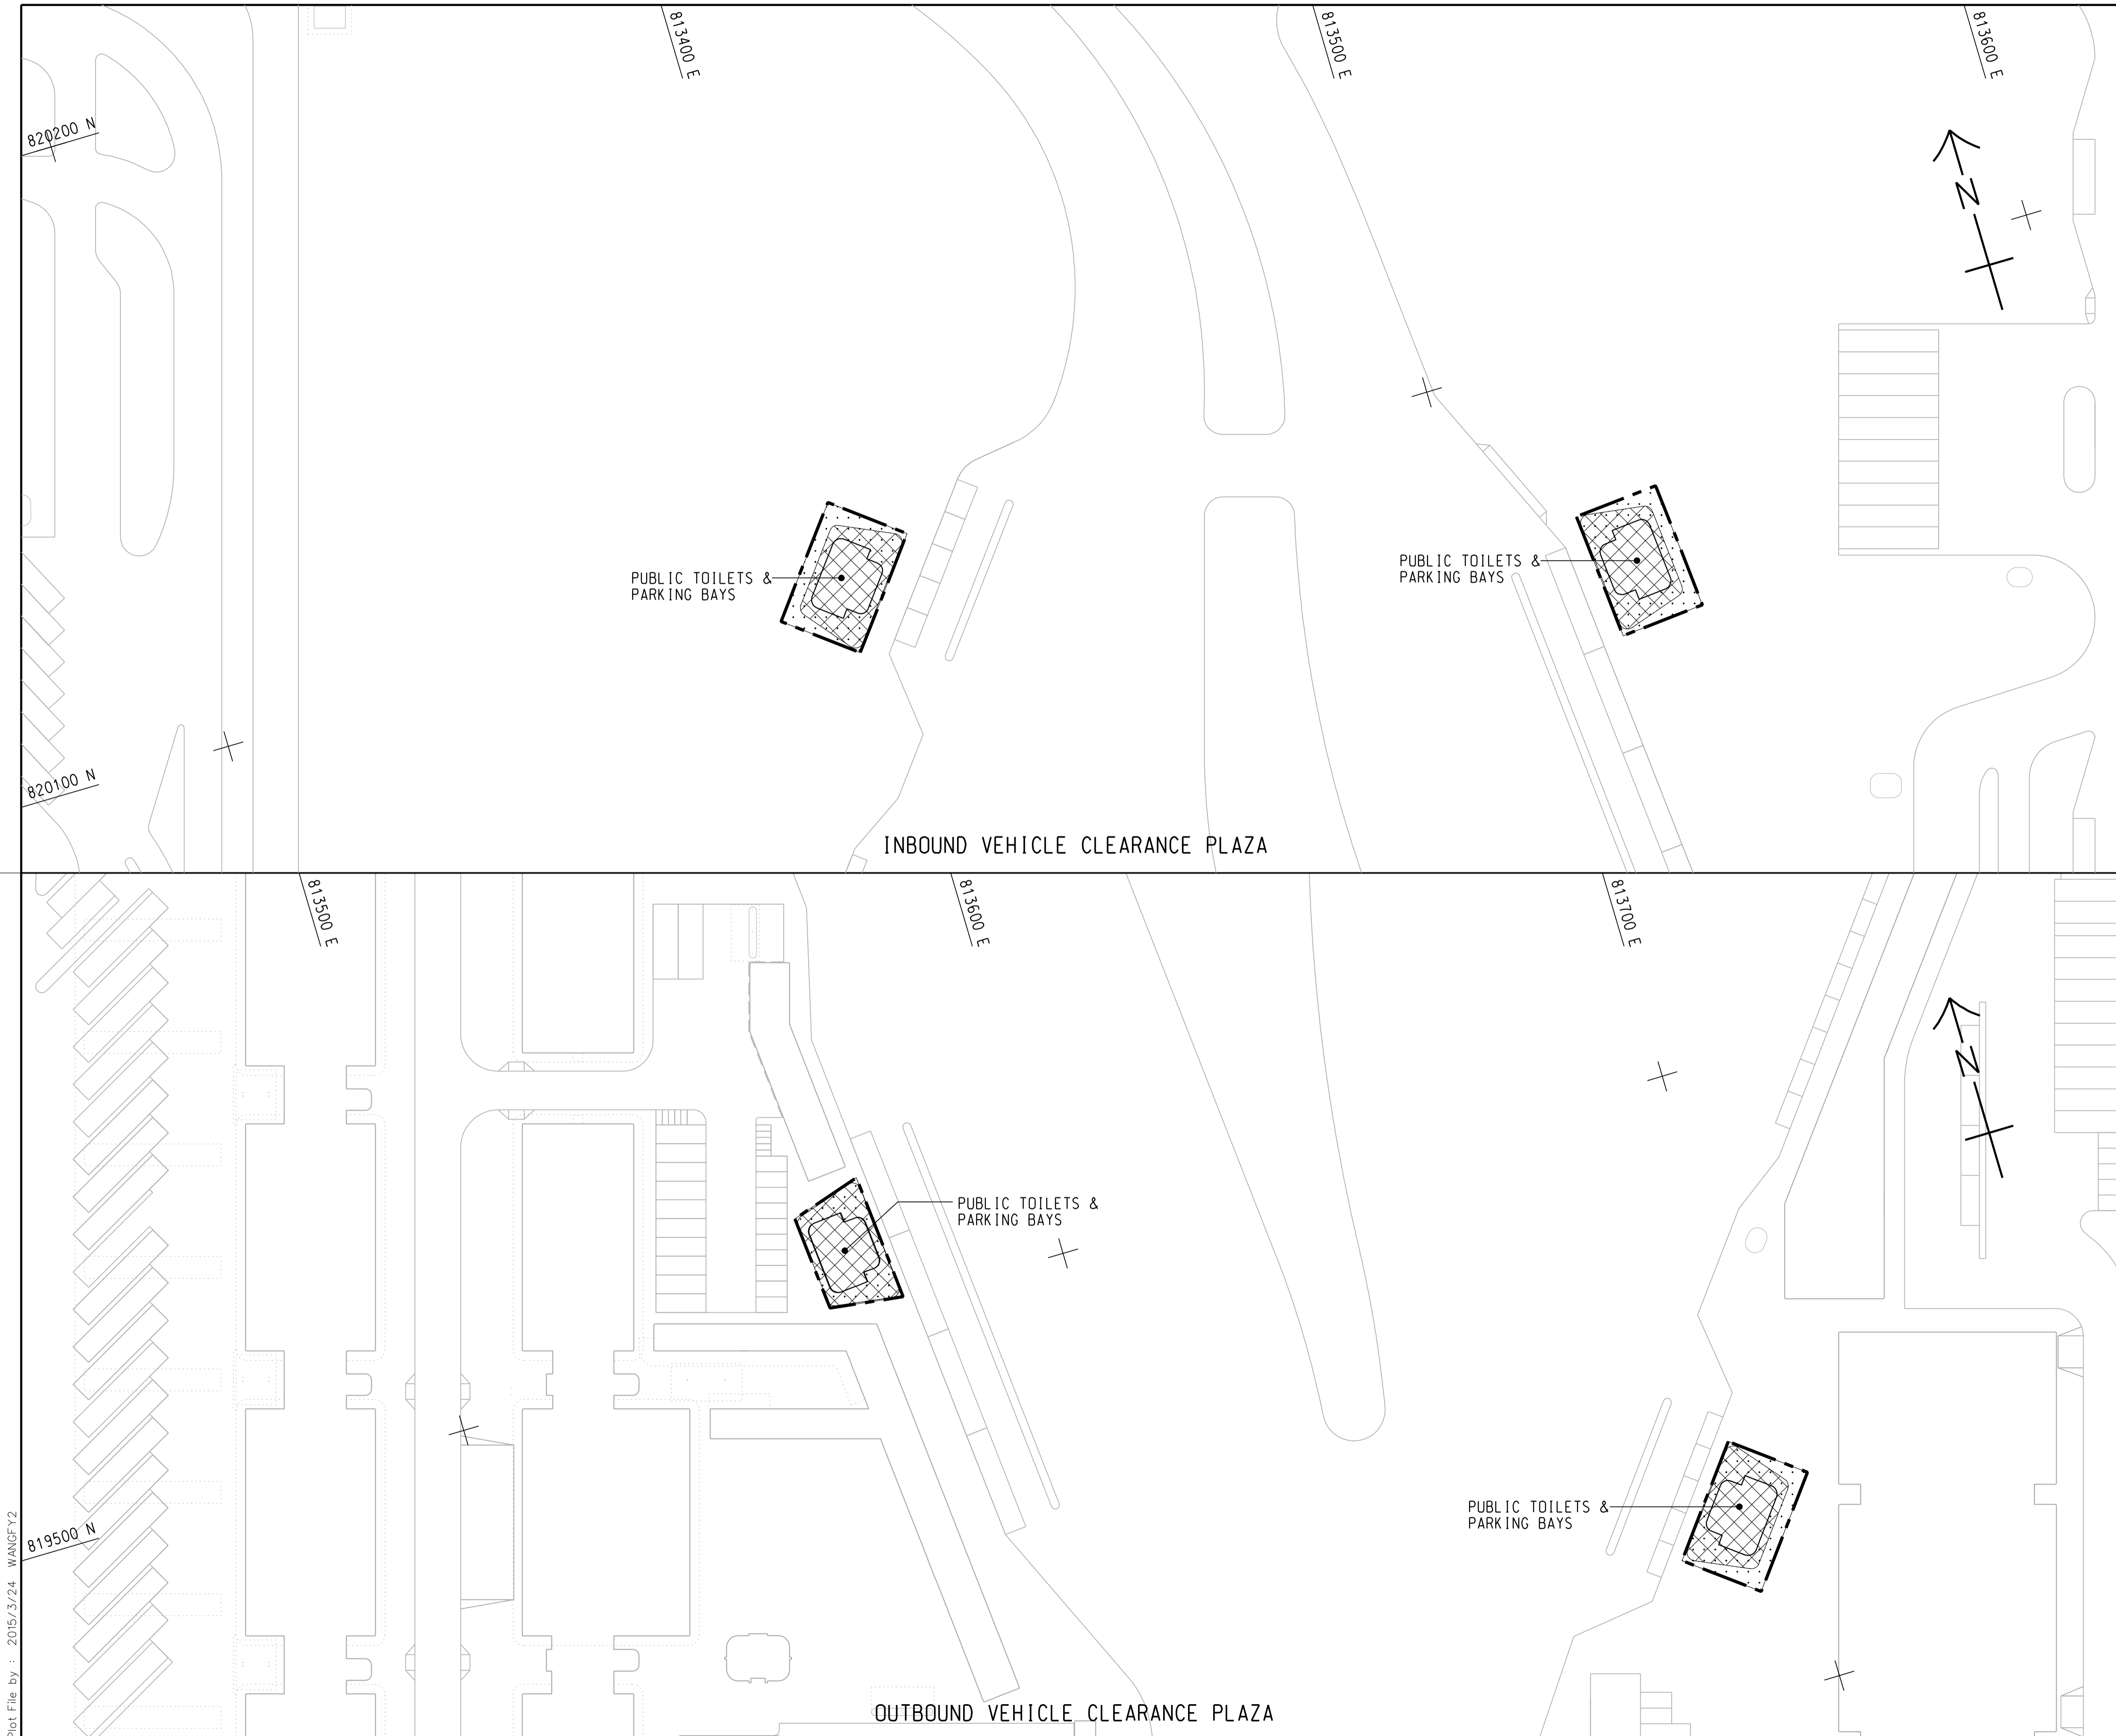 813400 E
813500 E
813600 E
820200 N
N
PUBLIC TOILETS &
PARKING BAYS
PUBLIC TOILETS &
PARKING BAYS
820100 N
INBOUND VEHICLE CLEARANCE PLAZA
813500 E
813600 E
813700 E
N
PUBLIC TOILETS &
PARKING BAYS
PUBLIC TOILETS &
PARKING BAYS
819500 N
OUTBOUND VEHICLE CLEARANCE PLAZA
Plot File by : 2015/3/24 WANGFY2